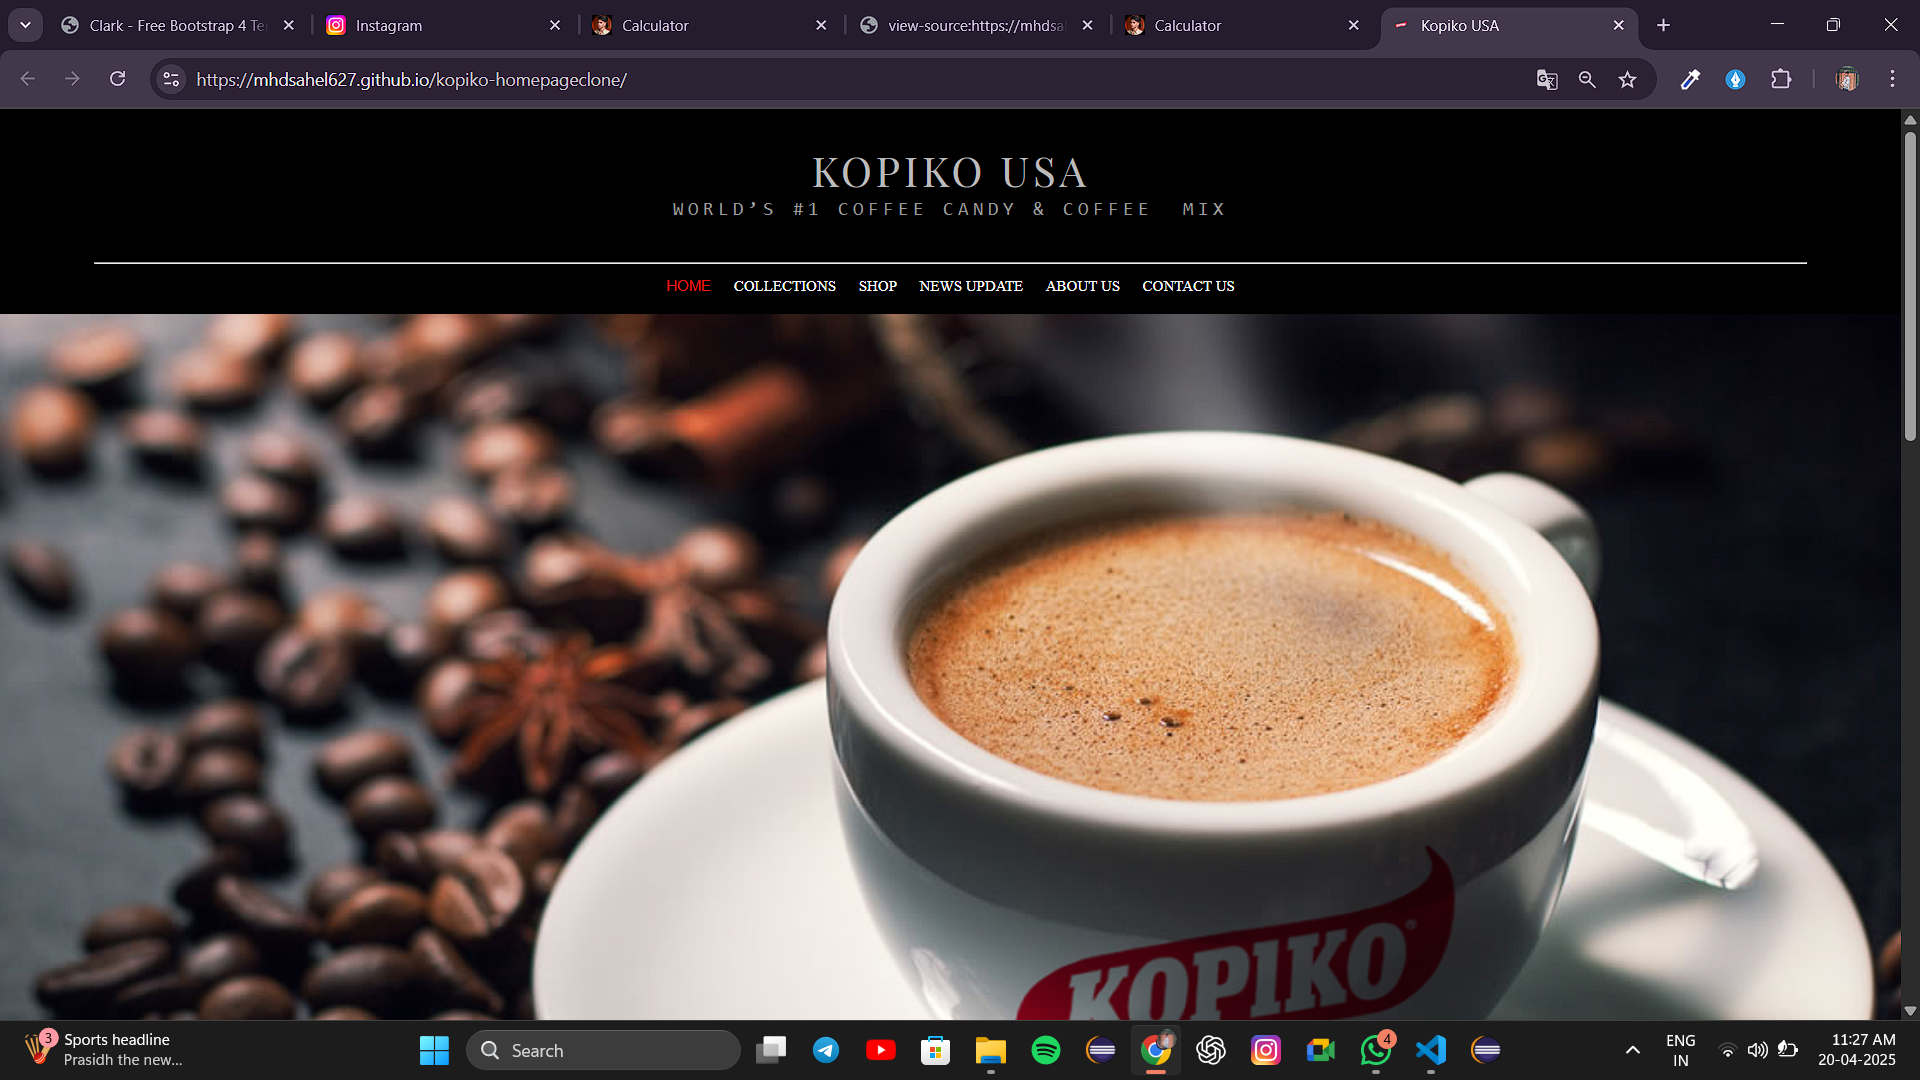 Clark - Free Bootstrap 4 Te
Instagram
Calculator
view-source:https://mhdsa
Calculator
Kopiko USA
https://mhdsahel627.github.io/kopiko-homepageclone/
KOPIKO USA
WORLD’S #1 COFFEE CANDY & COFFEE MIX
HOME COLLECTIONS SHOP NEWS UPDATE ABOUT US CONTACT US
KOPIKO®
3
Sports headline
Prasidh the new...
Search
4
ENG
IN
11:27 AM
20-04-2025